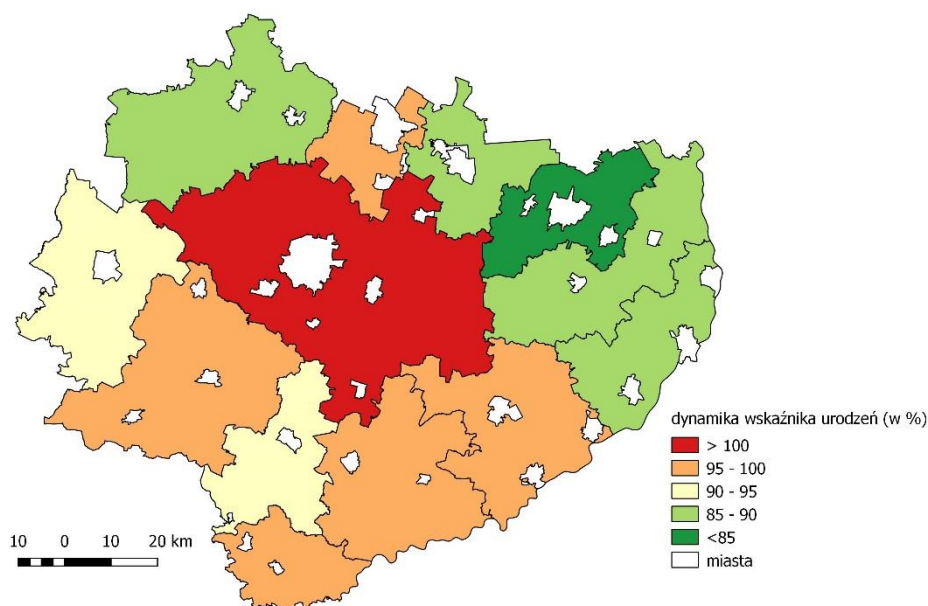 dynamika wskaźnika urodzeń (w %)
> 100
95 - 100
90 - 95
85 - 90
<85
miasta
10 0 10 20 km